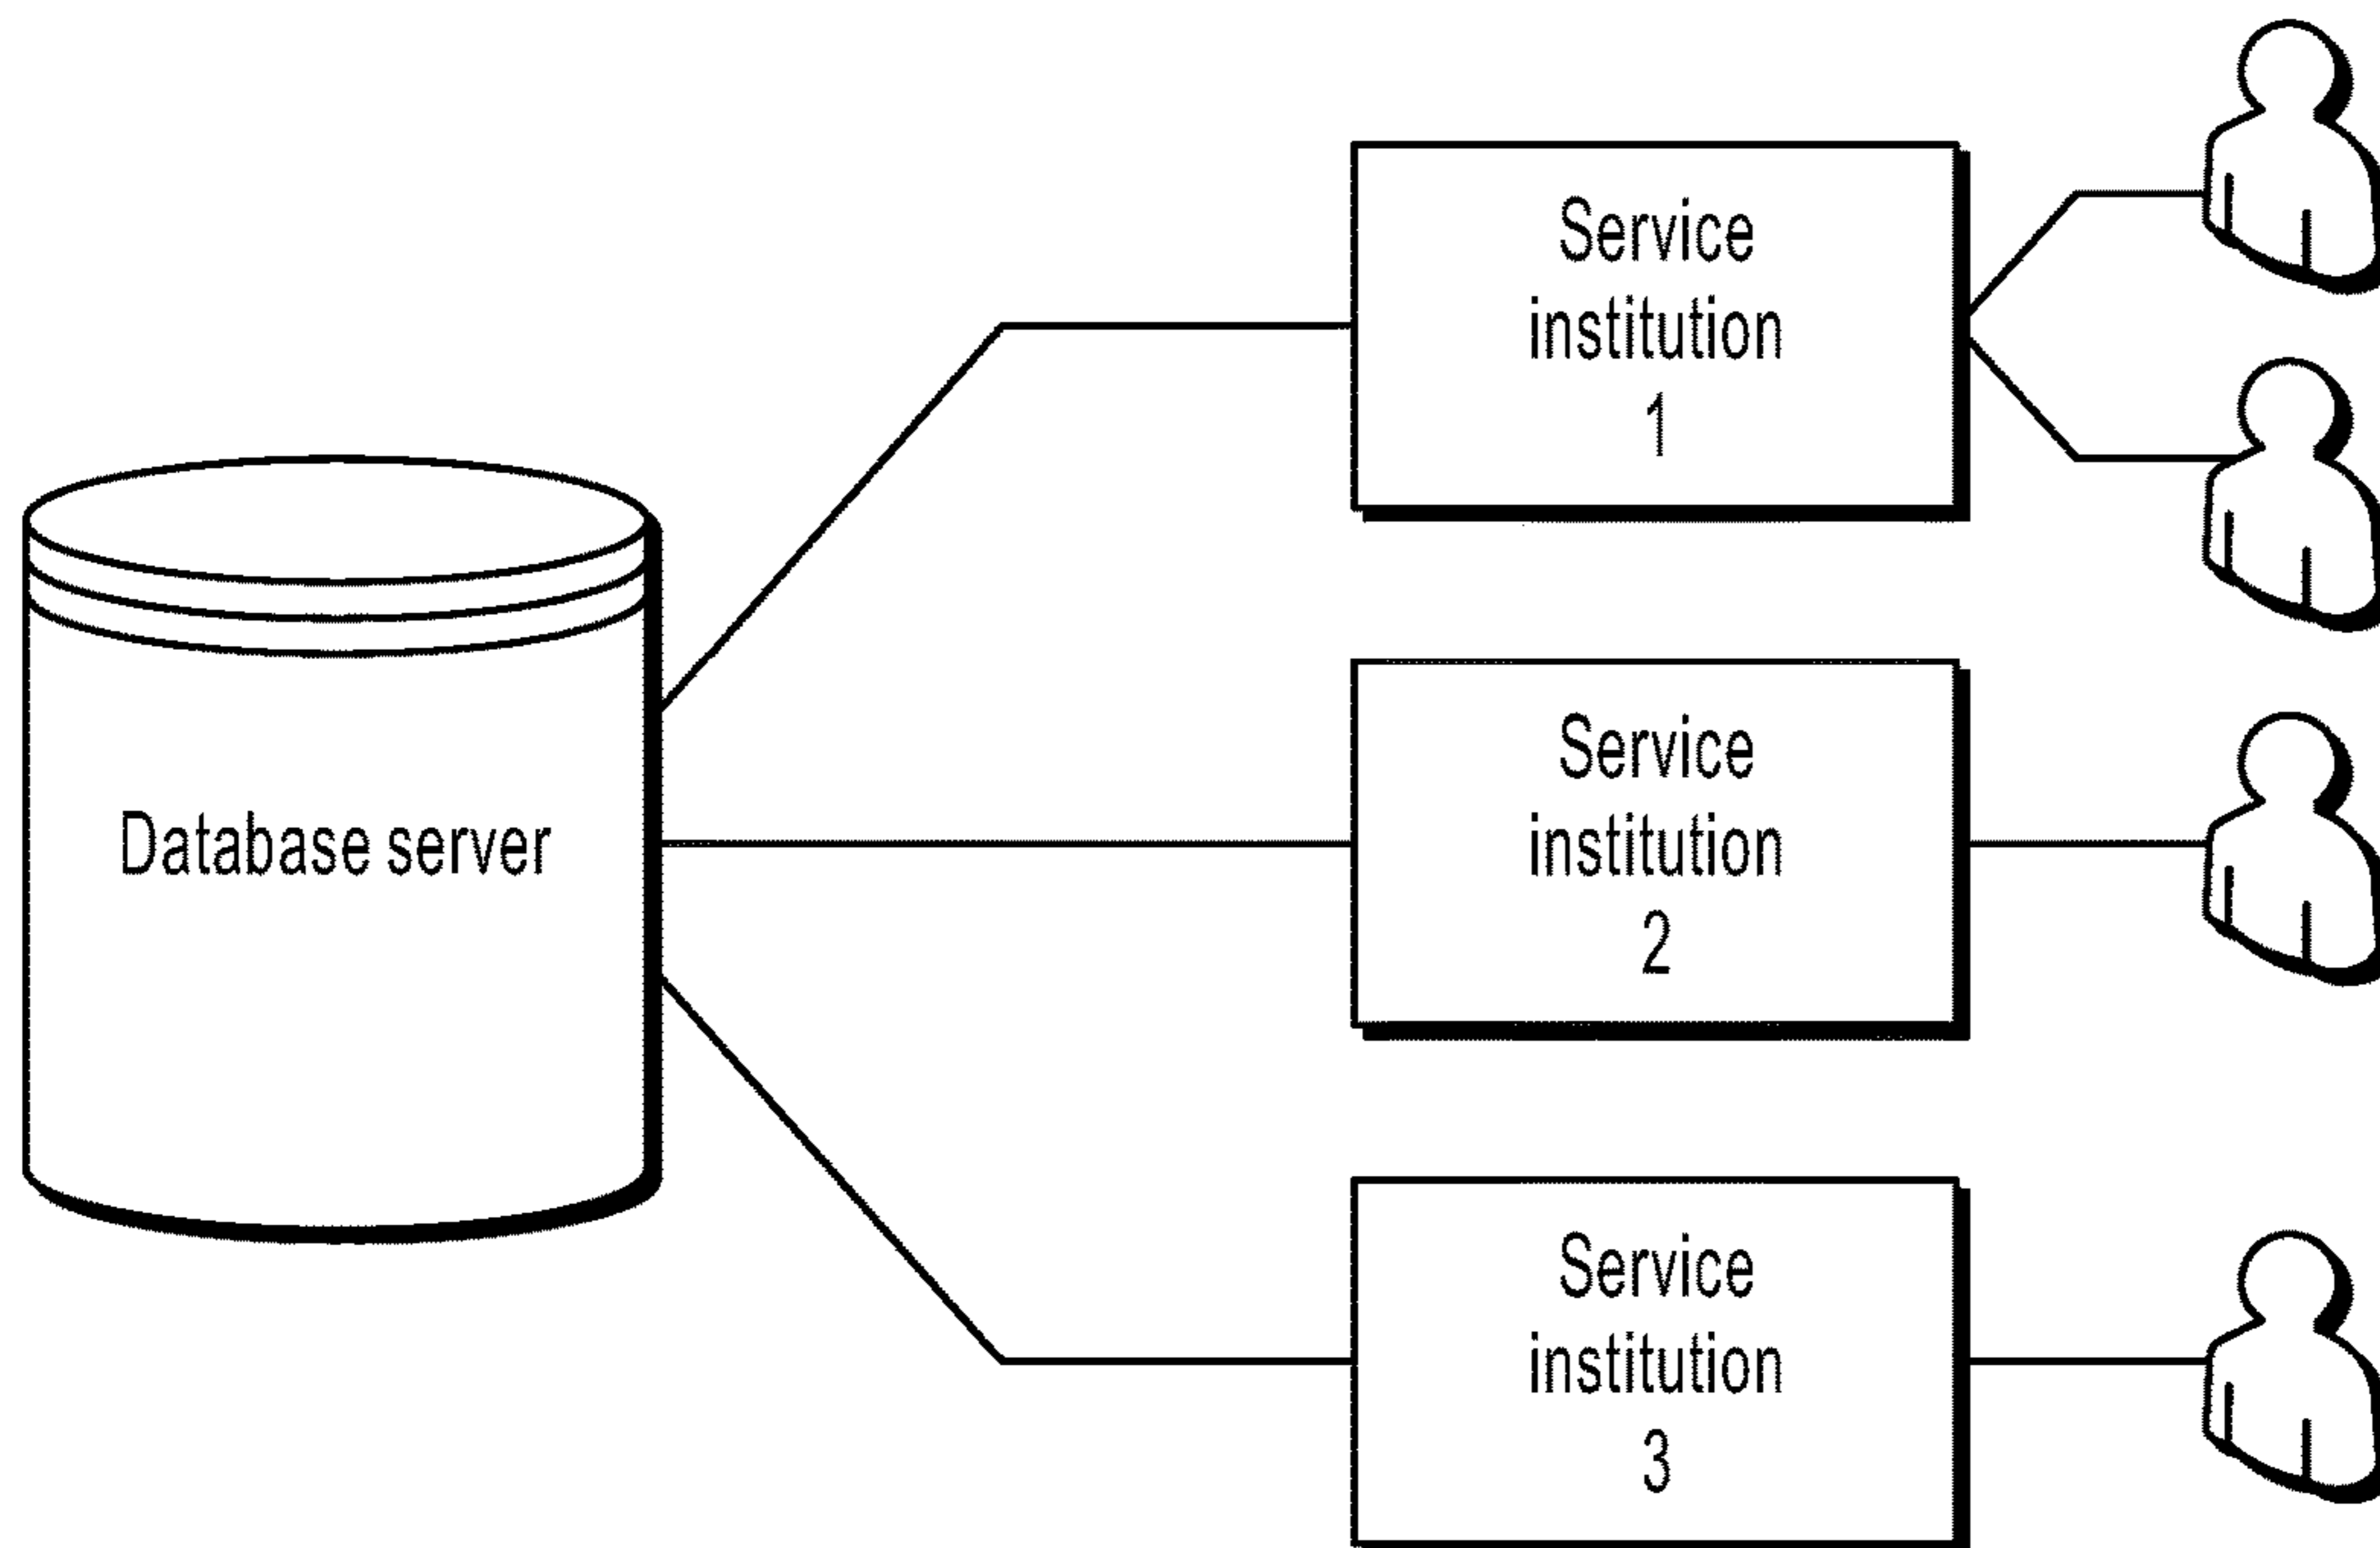 Service
institution
1
Database server
Service
institution
2
Service
institution
3